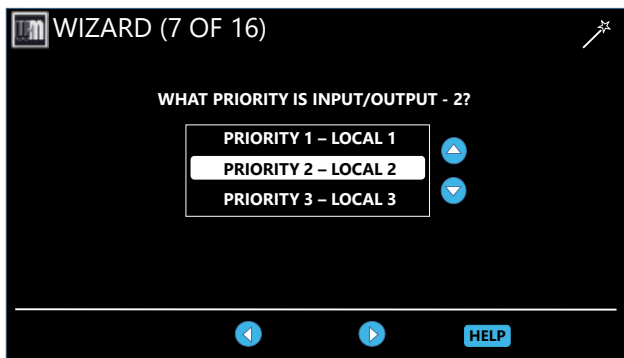 WIZARD (7 OF 16)
WHAT PRIORITY IS INPUT/OUTPUT - 2?
PRIORITY 1 – LOCAL 1
PRIORITY 2 – LOCAL 2
PRIORITY 3 – LOCAL 3
HELP